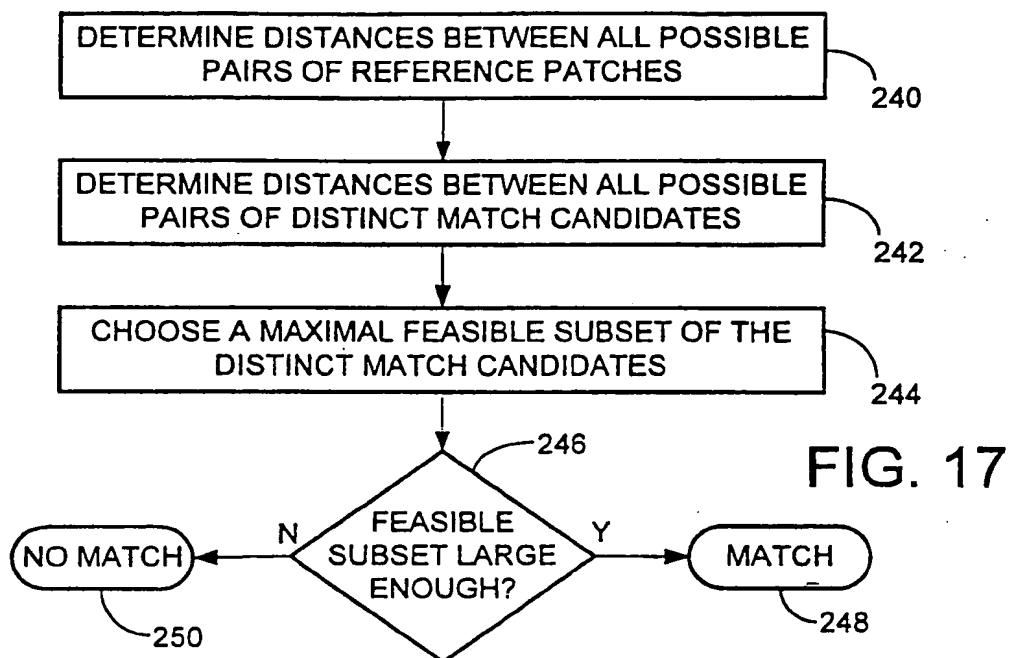 DETERMINE DISTANCES BETWEEN ALL POSSIBLE
PAIRS OF REFERENCE PATCHES
240
DETERMINE DISTANCES BETWEEN ALL POSSIBLE
PAIRS OF DISTINCT MATCH CANDIDATES
242
CHOOSE A MAXIMAL FEASIBLE SUBSET OF THE
DISTINCT MATCH CANDIDATES
244
246
FIG. 17
N
FEASIBLE
SUBSET LARGE
ENOUGH?
Y
NO MATCH
MATCH
250
248